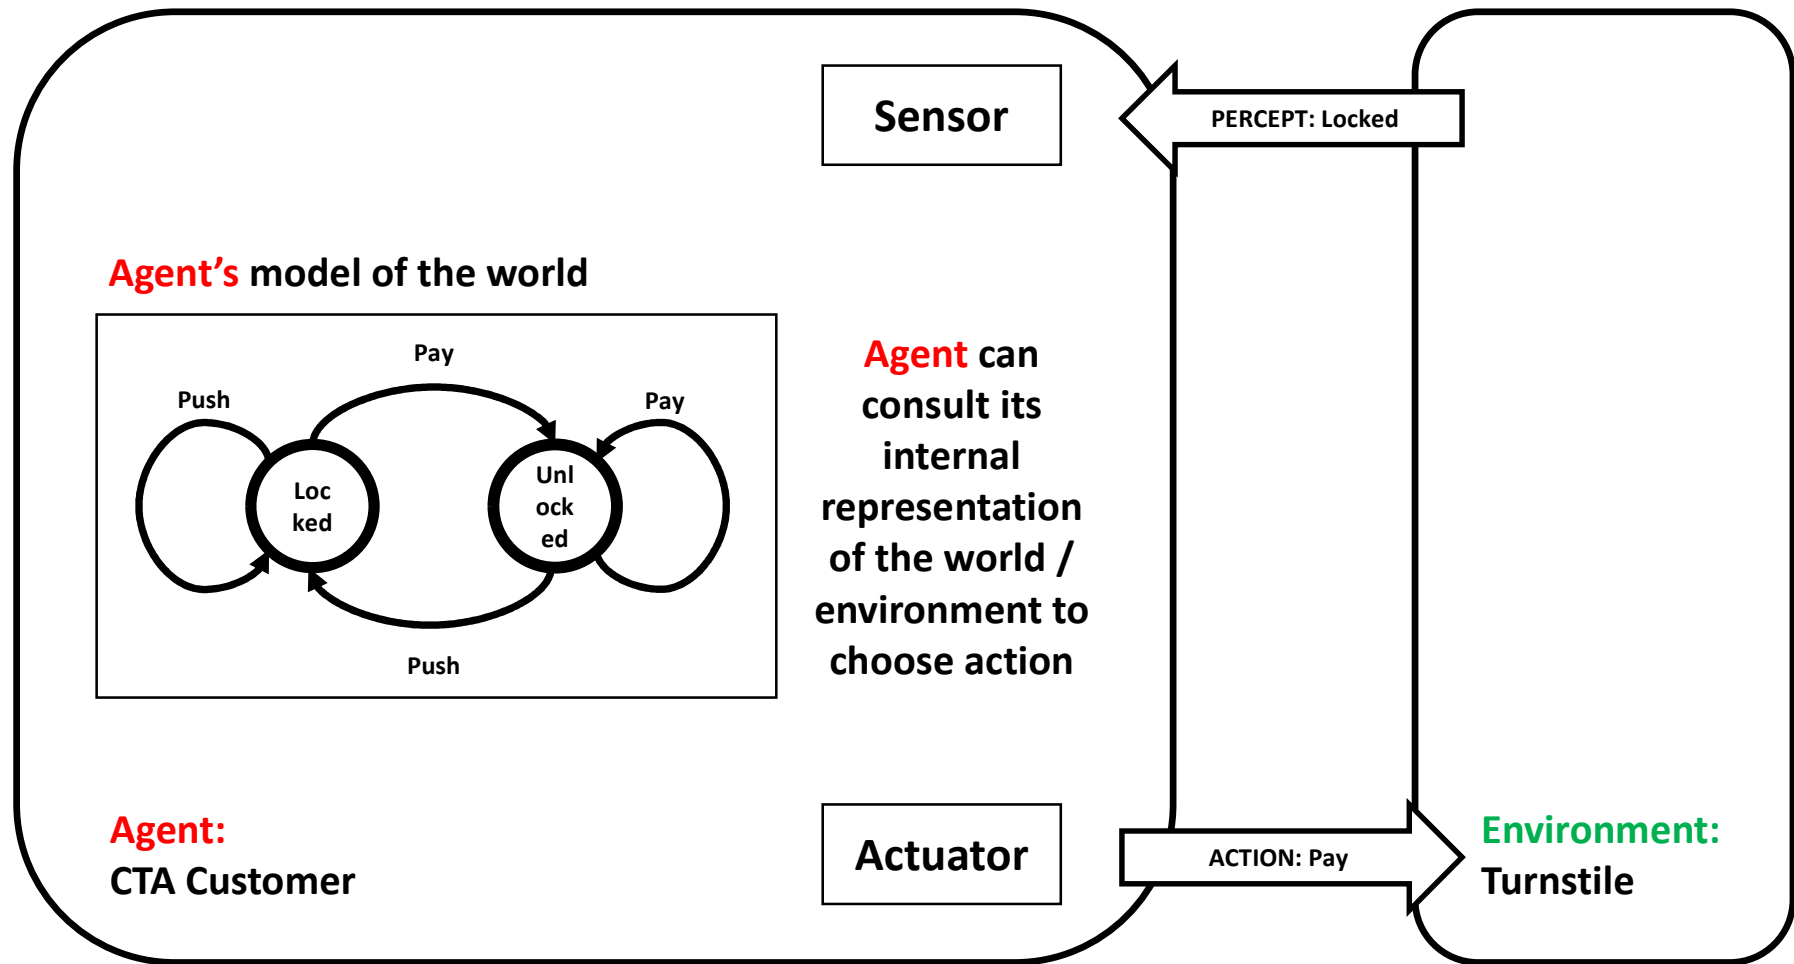 Sensor
PERCEPT: Locked
Agent's model of the world
Pay
Push
Pay
Loc
ked
Unl
ock
ed
Push
Agent can
consult its
internal
representation
of the world /
environment to
choose action
Agent:
CTA Customer
Actuator
ACTION: Pay
Environment:
Turnstile